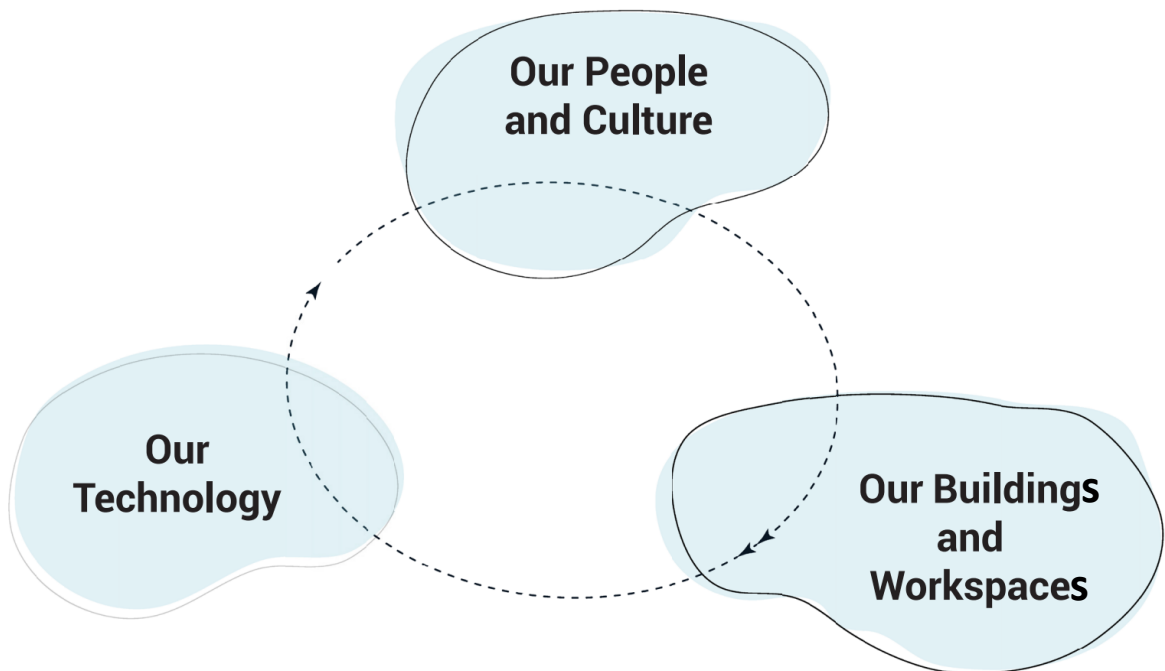 Our People
and Culture
Our
Technology
Our Buildings
and
Workspaces